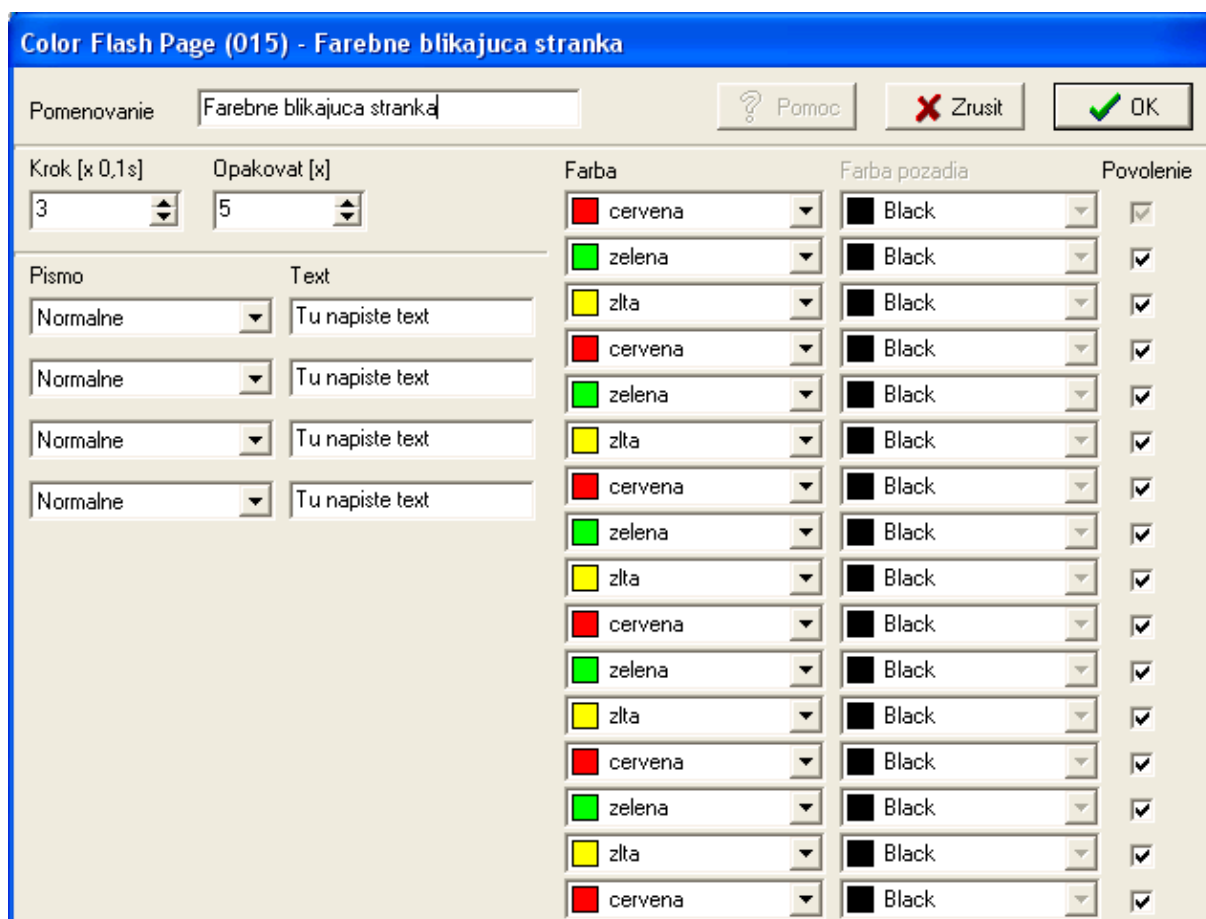 Color Flash Page (015) - Farebne blikajuca stranka
Pomenovanie Farebne blikajuca stranka Pomoc Zrusit OK
Krok [x 0,1s] Opakovat [x]
3 5
Pismo Text
Normalne Tu napiste text
Normalne Tu napiste text
Normalne Tu napiste text
Normalne Tu napiste text
Farba Farba pozadia Povolenie
cervena Black
zelena Black
zlta Black
cervena Black
zelena Black
zlta Black
cervena Black
zelena Black
zlta Black
cervena Black
zelena Black
zlta Black
cervena Black
zelena Black
zlta Black
cervena Black